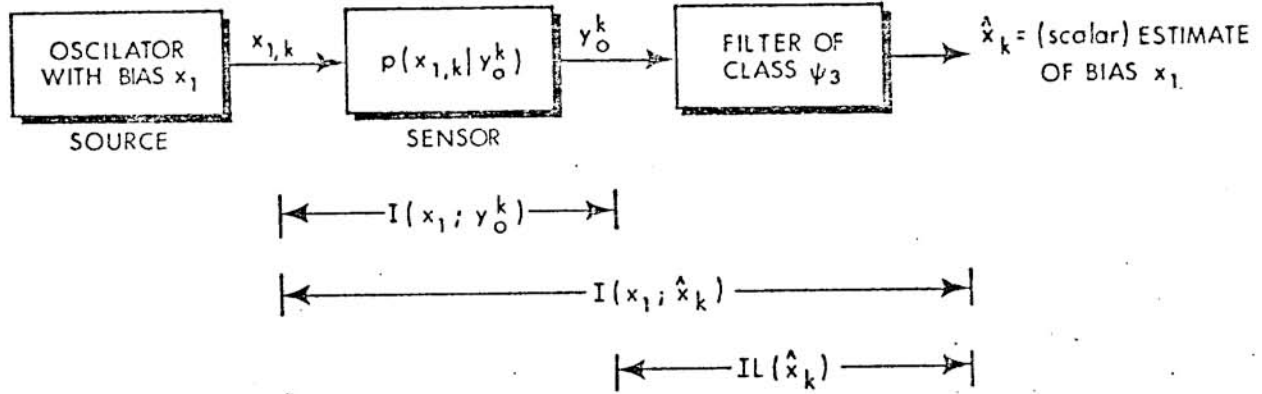 OSCILATOR
WITH BIAS x₁
SOURCE
x₁,ₖ
p(x₁,ₖ|y₀ᵏ)
SENSOR
y₀ᵏ
FILTER OF
CLASS ψ₃
x̂ₖ = (scalar) ESTIMATE
OF BIAS x₁.
I(x₁; y₀ᵏ)
I(x₁; x̂ₖ)
IL(x̂ₖ)